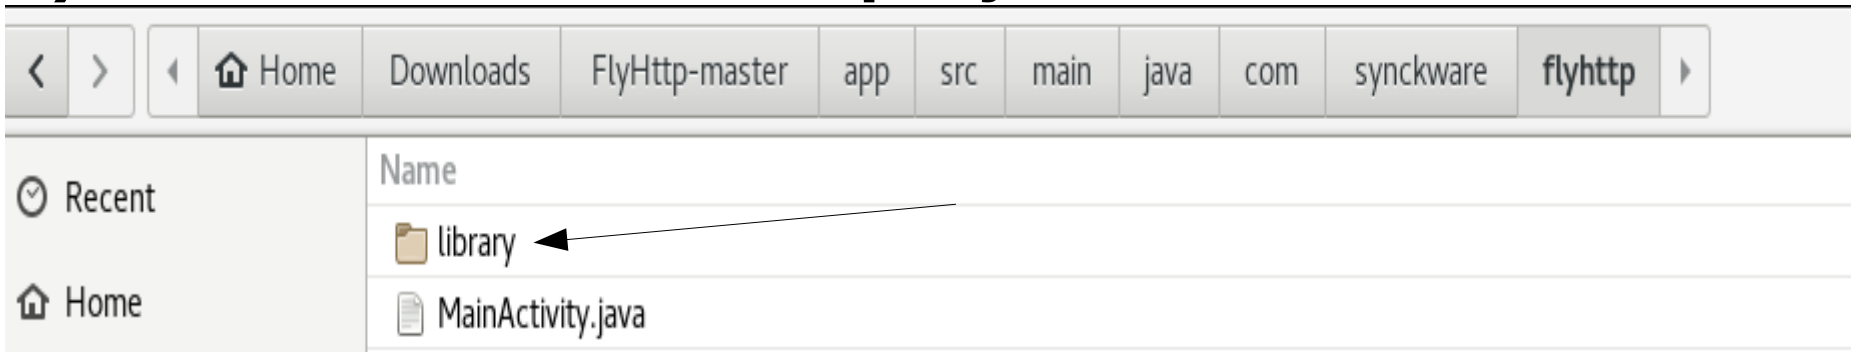 Home Downloads FlyHttp-master app src main java com synckware flyhttp
Name
Recent
library
Home
MainActivity.java